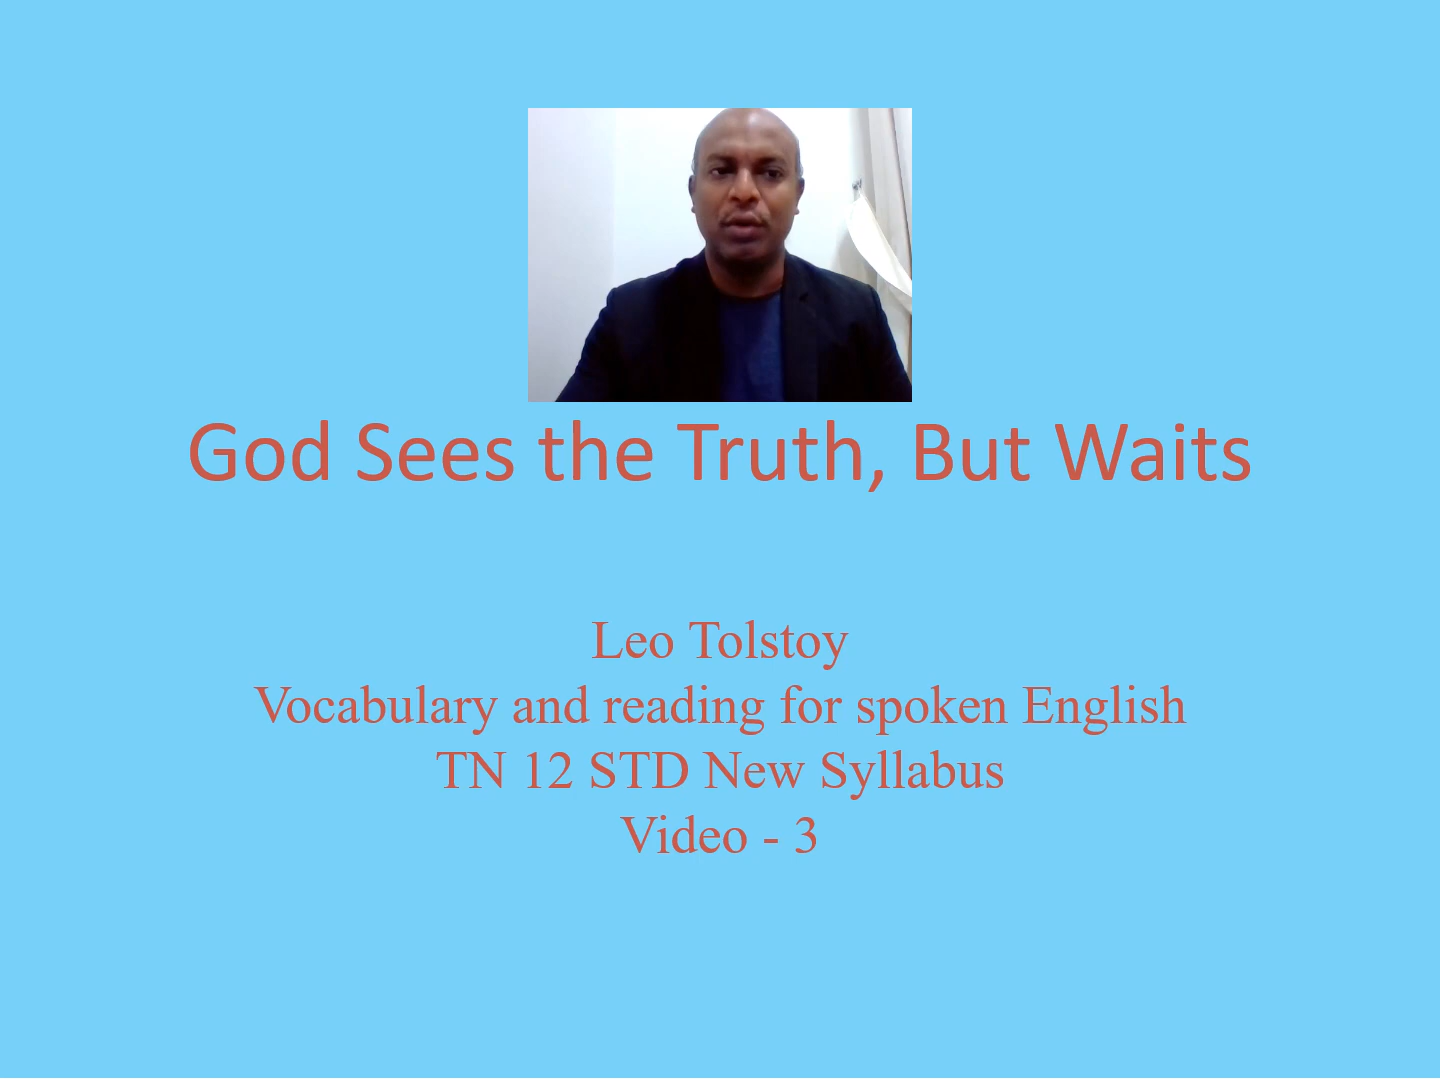 God Sees the Truth, But Waits
Leo Tolstoy
Vocabulary and reading for spoken English
TN 12 STD New Syllabus
Video - 3